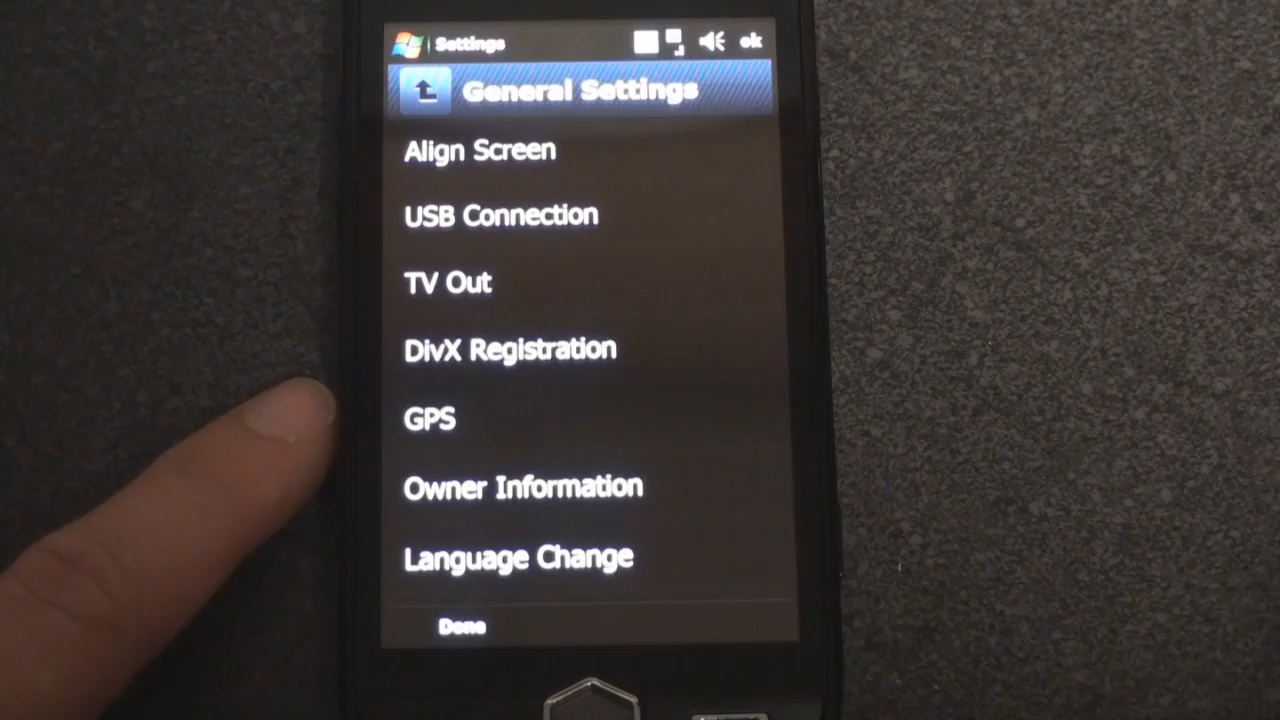 Settings
ok
General Settings
Align Screen
USB Connection
TV Out
DivX Registration
GPS
Owner Information
Language Change
Done